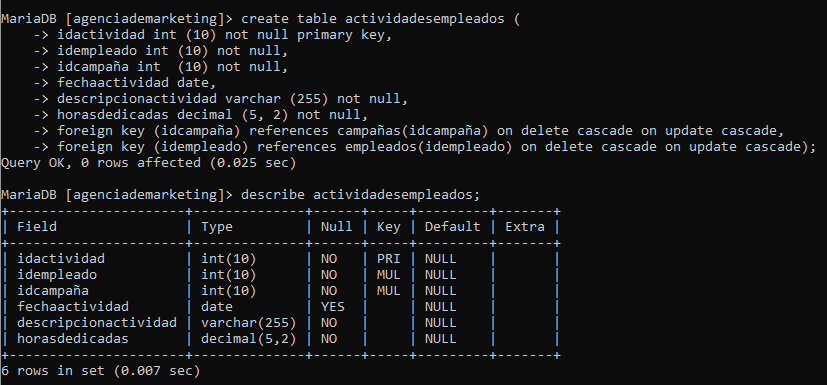 MariaDB [agenciademarketing]> create table actividadesempleados (
    -> idactividad int (10) not null primary key,
    -> idempleado int (10) not null,
    -> idcampaña int  (10) not null,
    -> fechaactividad date,
    -> descripcionactividad varchar (255) not null,
    -> horasdedicadas decimal (5, 2) not null,
    -> foreign key (idcampaña) references campañas(idcampaña) on delete cascade on update cascade,
    -> foreign key (idempleado) references empleados(idempleado) on delete cascade on update cascade);
Query OK, 0 rows affected (0.025 sec)

MariaDB [agenciademarketing]> describe actividadesempleados;
+----------------------+--------------+------+-----+---------+-------+
| Field                | Type         | Null | Key | Default | Extra |
+----------------------+--------------+------+-----+---------+-------+
| idactividad          | int(10)      | NO   | PRI | NULL    |       |
| idempleado           | int(10)      | NO   | MUL | NULL    |       |
| idcampaña            | int(10)      | NO   | MUL | NULL    |       |
| fechaactividad       | date         | YES  |     | NULL    |       |
| descripcionactividad | varchar(255) | NO   |     | NULL    |       |
| horasdedicadas       | decimal(5,2) | NO   |     | NULL    |       |
+----------------------+--------------+------+-----+---------+-------+
6 rows in set (0.007 sec)